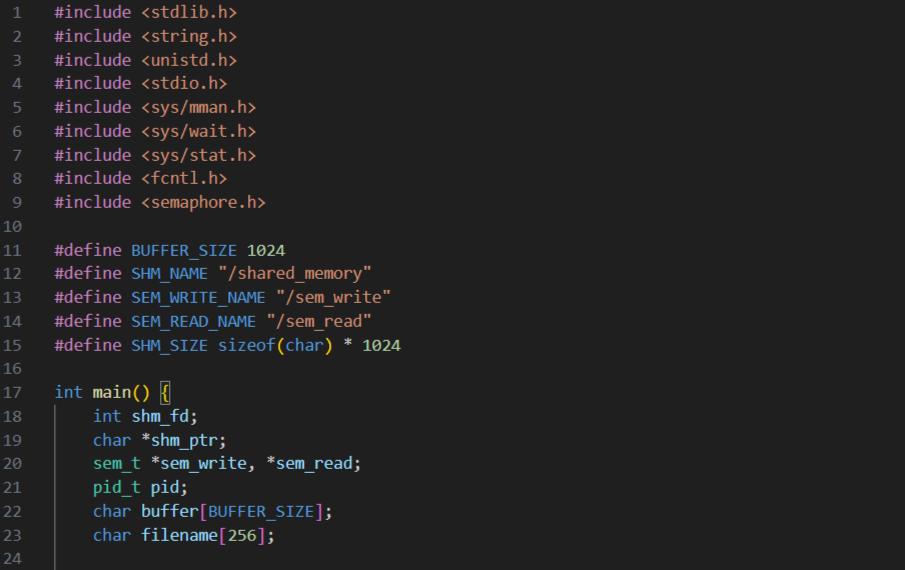 1 #include <stdlib.h>
2 #include <string.h>
3 #include <unistd.h>
4 #include <stdio.h>
5 #include <sys/mman.h>
6 #include <sys/wait.h>
7 #include <sys/stat.h>
8 #include <fcntl.h>
9 #include <semaphore.h>
10
11 #define BUFFER_SIZE 1024
12 #define SHM_NAME "/shared_memory"
13 #define SEM_WRITE_NAME "/sem_write"
14 #define SEM_READ_NAME "/sem_read"
15 #define SHM_SIZE sizeof(char) * 1024
16
17 int main() {
18     int shm_fd;
19     char *shm_ptr;
20     sem_t *sem_write, *sem_read;
21     pid_t pid;
22     char buffer[BUFFER_SIZE];
23     char filename[256];
24